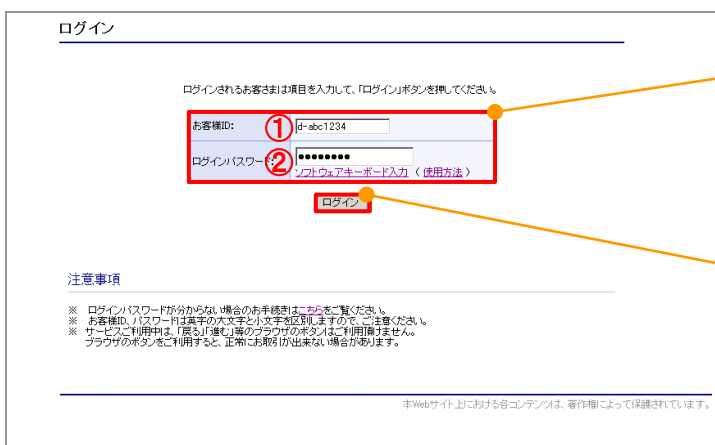 ログイン
ログインされるお客さまは項目を入力して、「ログイン」ボタンを押してください。
お客様ID: ① d-abc1234
ログインパスワード: ② ●●●●●●●●
ソフトウェアキーボード入力 （ 使用方法 ）
ログイン
注意事項
※ ログインパスワードが分からない場合のお手続きはこちらをご覧ください。
※ お客様ID、パスワードは英字の大文字と小文字を区別しますので、ご注意ください。
※ サービスご利用中は、「戻る」「進む」等のブラウザのボタンはご利用頂けません。
ブラウザのボタンをご利用すると、正常にお取引が出来ない場合があります。
本Webサイト上における各コンテンツは、著作権によって保護されています。